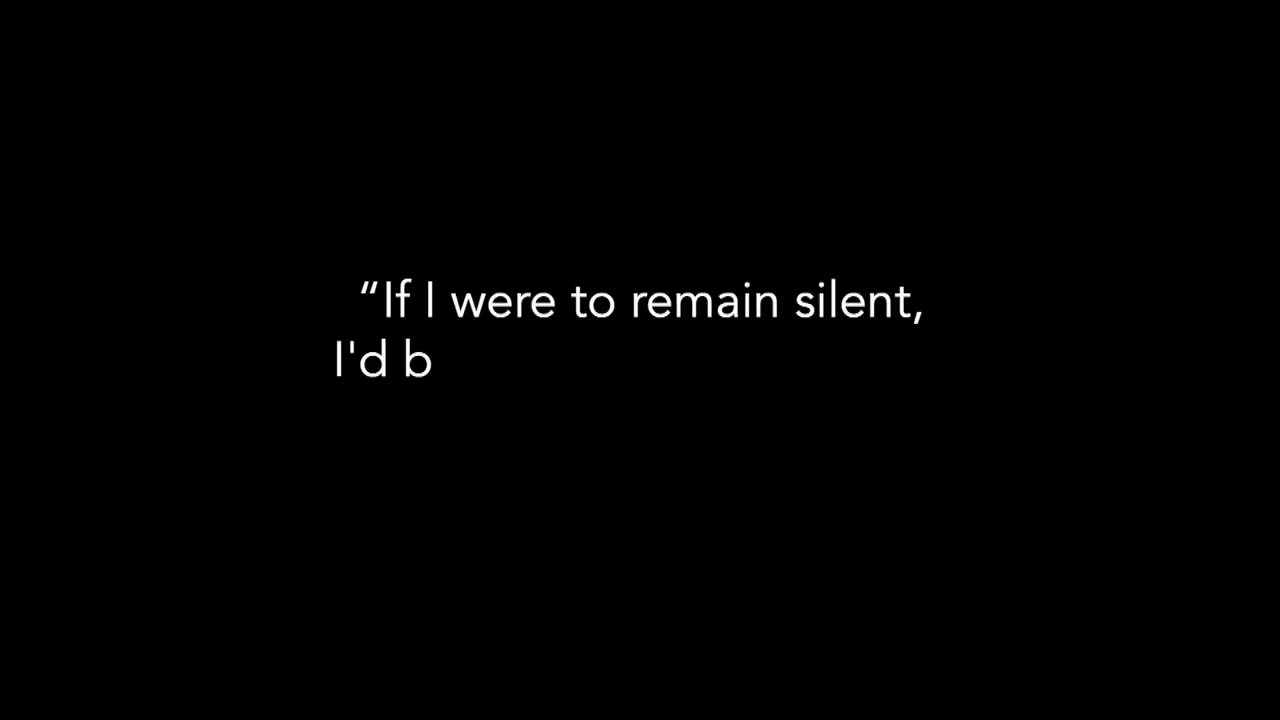 “If I were to remain silent,
I'd b